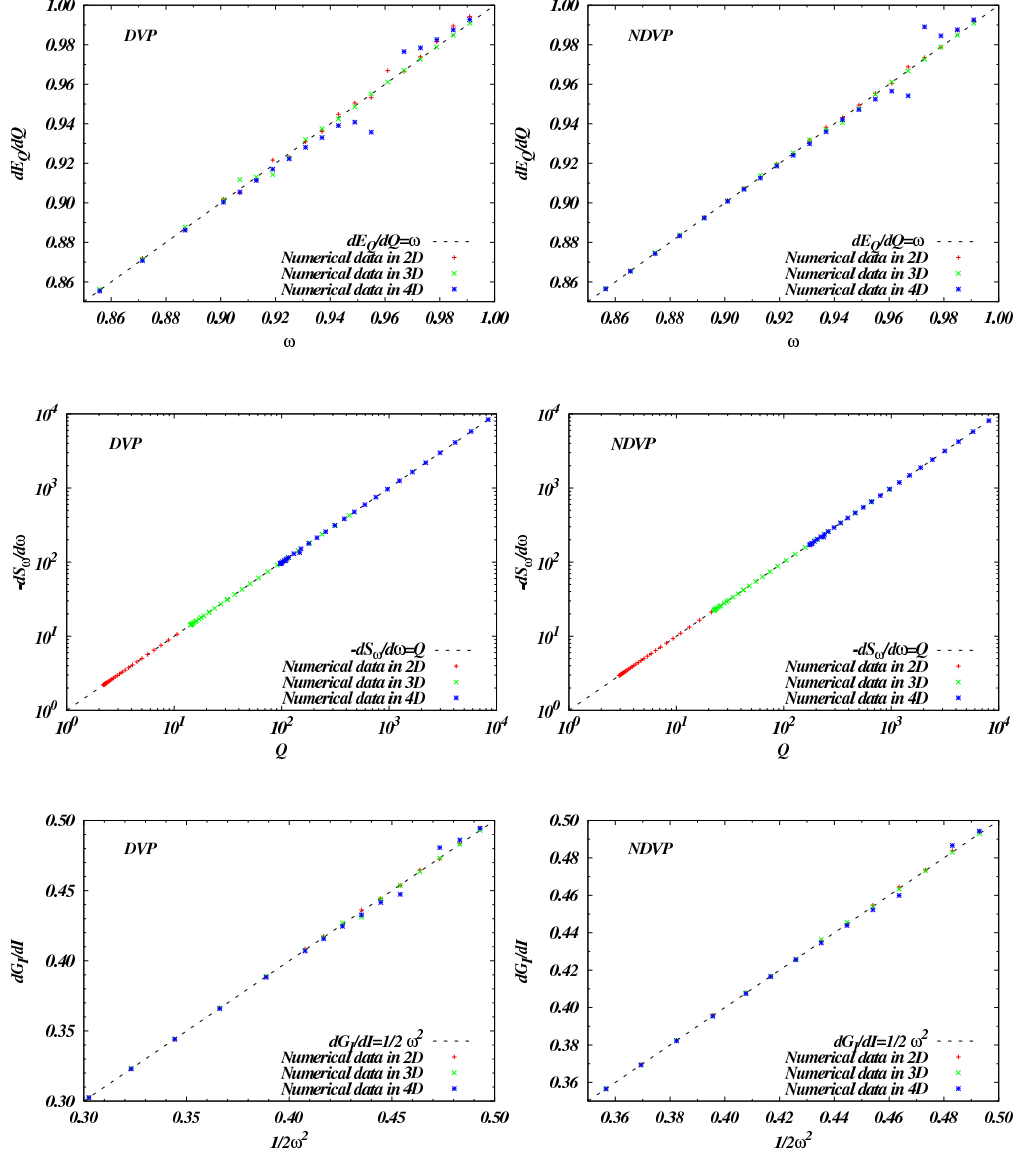 DVP
dE_Q/dQ
1.00
0.98
0.96
0.94
0.92
0.90
0.88
0.86
dE_Q/dQ=ω
Numerical data in 2D
Numerical data in 3D
Numerical data in 4D
0.86 0.88 0.90 0.92 0.94 0.96 0.98 1.00
ω
NDVP
dE_Q/dQ
1.00
0.98
0.96
0.94
0.92
0.90
0.88
0.86
dE_Q/dQ=ω
Numerical data in 2D
Numerical data in 3D
Numerical data in 4D
0.86 0.88 0.90 0.92 0.94 0.96 0.98 1.00
ω
DVP
-dS_ω/dω
10^4
10^3
10^2
10^1
10^0
-dS_ω/dω=Q
Numerical data in 2D
Numerical data in 3D
Numerical data in 4D
10^0 10^1 10^2 10^3 10^4
Q
NDVP
-dS_ω/dω
10^4
10^3
10^2
10^1
10^0
-dS_ω/dω=Q
Numerical data in 2D
Numerical data in 3D
Numerical data in 4D
10^0 10^1 10^2 10^3 10^4
Q
DVP
dG_I/dI
0.50
0.45
0.40
0.35
0.30
dG_I/dI=1/2 ω^2
Numerical data in 2D
Numerical data in 3D
Numerical data in 4D
0.30 0.35 0.40 0.45 0.50
1/2ω^2
NDVP
dG_I/dI
0.50
0.48
0.46
0.44
0.42
0.40
0.38
0.36
dG_I/dI=1/2 ω^2
Numerical data in 2D
Numerical data in 3D
Numerical data in 4D
0.36 0.38 0.40 0.42 0.44 0.46 0.48 0.50
1/2ω^2